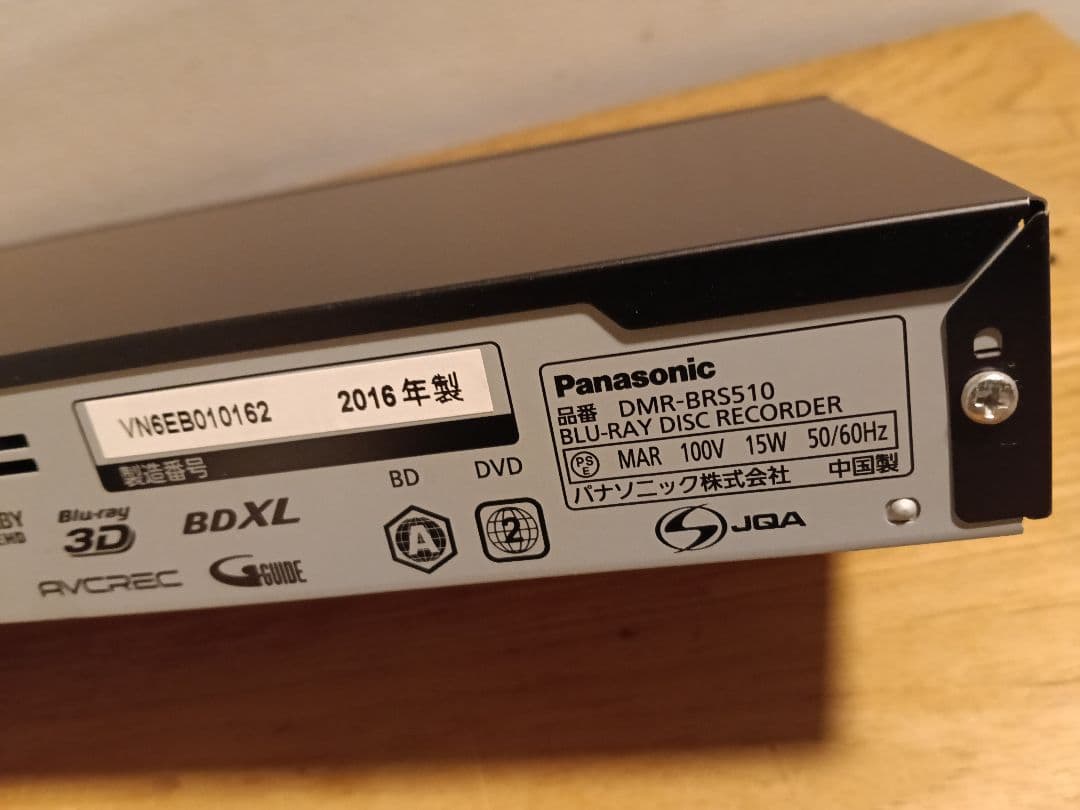 VN6EB010162 2016年製
製造番号
BD DVD
Blu-ray
3D
BDXL
AVCREC
G-GUIDE
A
2
Panasonic
品番 DMR-BRS510
BLU-RAY DISC RECORDER
PSE MAR 100V 15W 50/60Hz
パナソニック株式会社 中国製
S JQA